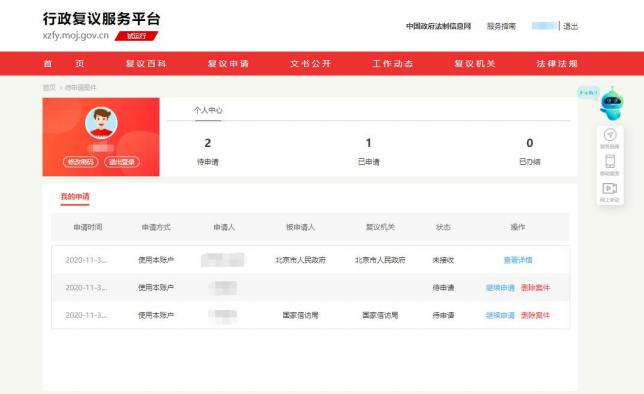 行政复议服务平台
xzfy.moj.gov.cn 试运行
中国政府法制信息网 服务指南 退出
首 页 复议百科 复议申请 文书公开 工作动态 复议机关 法律法规
首页 > 待申请案件
修改密码 退出登录
个人中心
2 1 0
待申请 已申请 已办结
服务指南
移动服务
网上听证
我的申请
申请时间 申请方式 申请人 被申请人 复议机关 状态 操作
2020-11-3... 使用本账户 北京市人民政府 北京市人民政府 未接收 查看详情
2020-11-3... 使用本账户 待申请 继续申请 删除案件
2020-11-3... 使用本账户 国家信访局 国家信访局 待申请 继续申请 删除案件